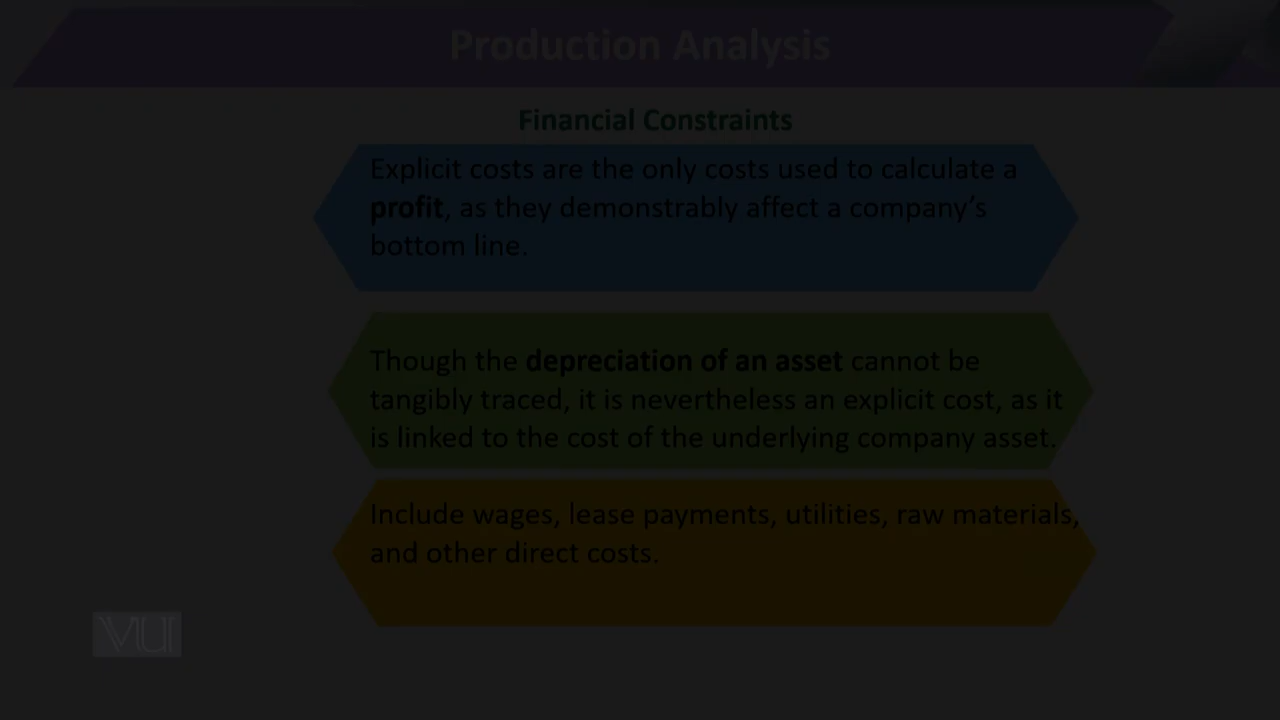 Production Analysis
Financial Constraints
Explicit costs are the only costs used to calculate a
profit, as they demonstrably affect a company's
bottom line.
Though the depreciation of an asset cannot be
tangibly traced, it is nevertheless an explicit cost, as it
is linked to the cost of the underlying company asset.
Include wages, lease payments, utilities, raw materials,
and other direct costs.
VU